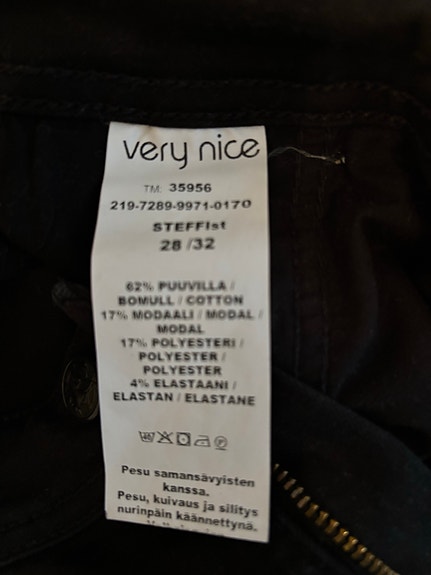 very nice
TM: 35956
219-7289-9971-0170
STEFFIst
28 /32
62% PUUVILLA /
BOMULL / COTTON
17% MODAALI / MODAL /
MODAL
17% POLYESTERI /
POLYESTER /
POLYESTER
4% ELASTAANI /
ELASTAN / ELASTANE
Pesu samansävyisten
kanssa.
Pesu, kuivaus ja silitys
nurinpäin käännettynä.